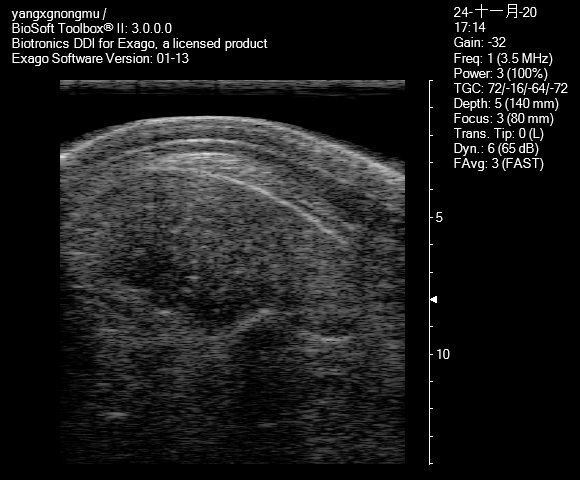 yangxgnongmu /
BioSoft Toolbox® II: 3.0.0.0
Biotronics DDI for Exago, a licensed product
Exago Software Version: 01-13
24-十一月-20
17:14
Gain: -32
Freq: 1 (3.5 MHz)
Power: 3 (100%)
TGC: 72/-16/-64/-72
Depth: 5 (140 mm)
Focus: 3 (80 mm)
Trans. Tip: 0 (L)
Dyn.: 6 (65 dB)
FAvg: 3 (FAST)
5
10